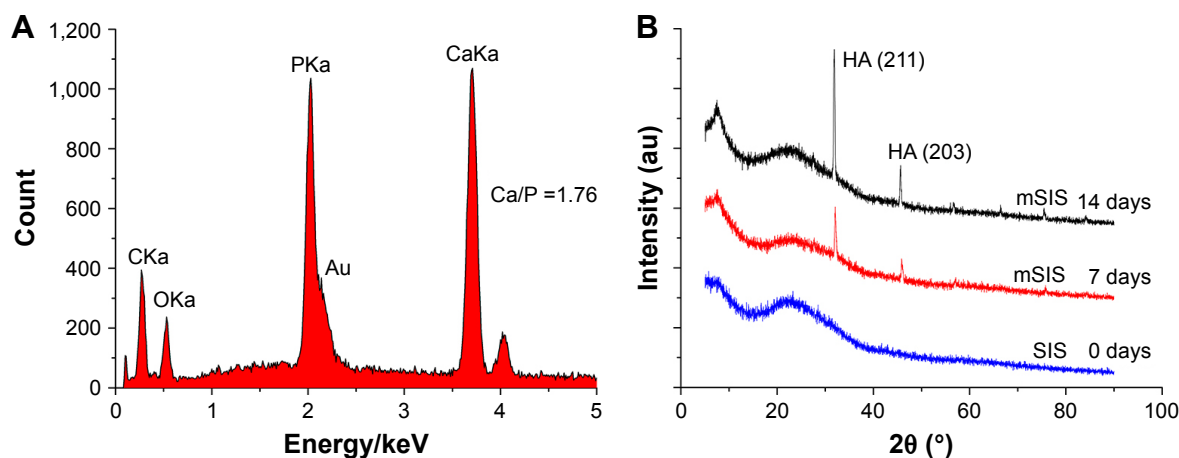 A
1,200
1,000
800
600
400
200
0
Count
CKa
OKa
PKa
Au
CaKa
Ca/P =1.76
0 1 2 3 4 5
Energy/keV
B
Intensity (au)
HA (211)
HA (203)
mSIS 14 days
mSIS 7 days
SIS 0 days
0 20 40 60 80 100
2θ (°)